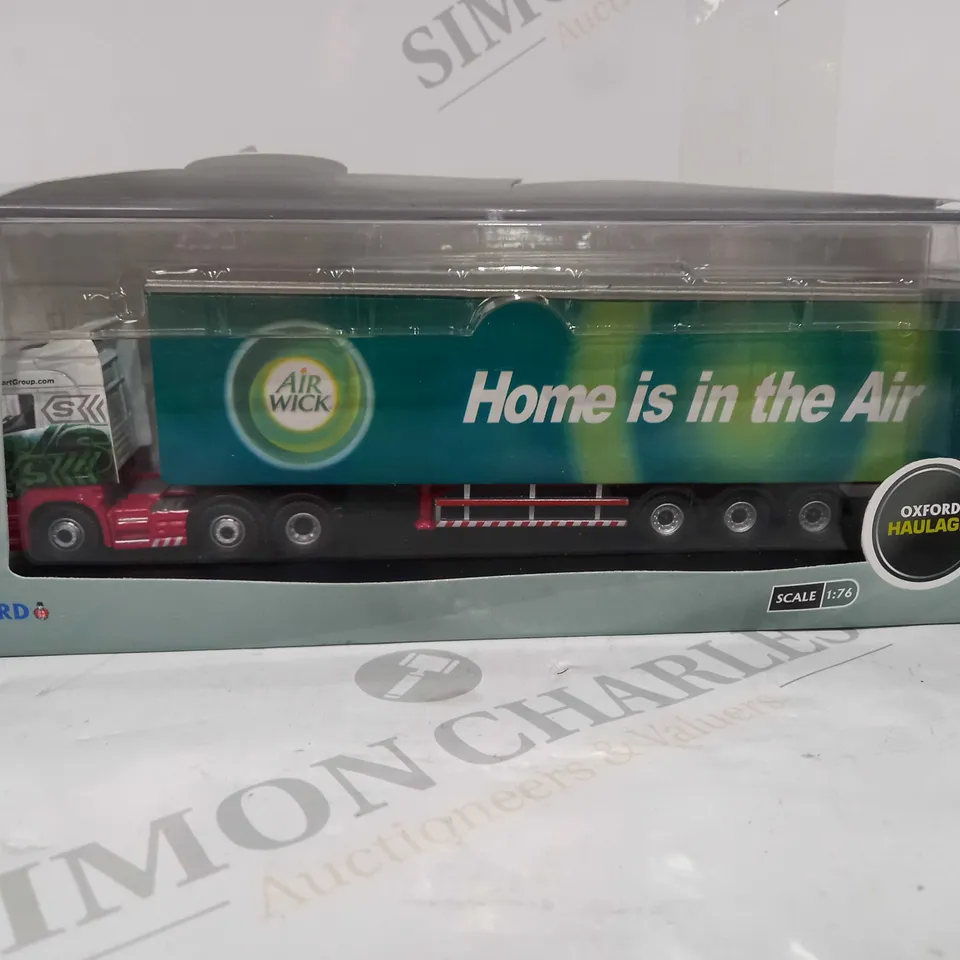 SIM
Auc
artGroup.com
S
AIR
WICK
Home is in the Air
S
OXFORD
HAULAG
SCALE 1:76
RD
SIMON CHARLES
Auctioneers & Valuers